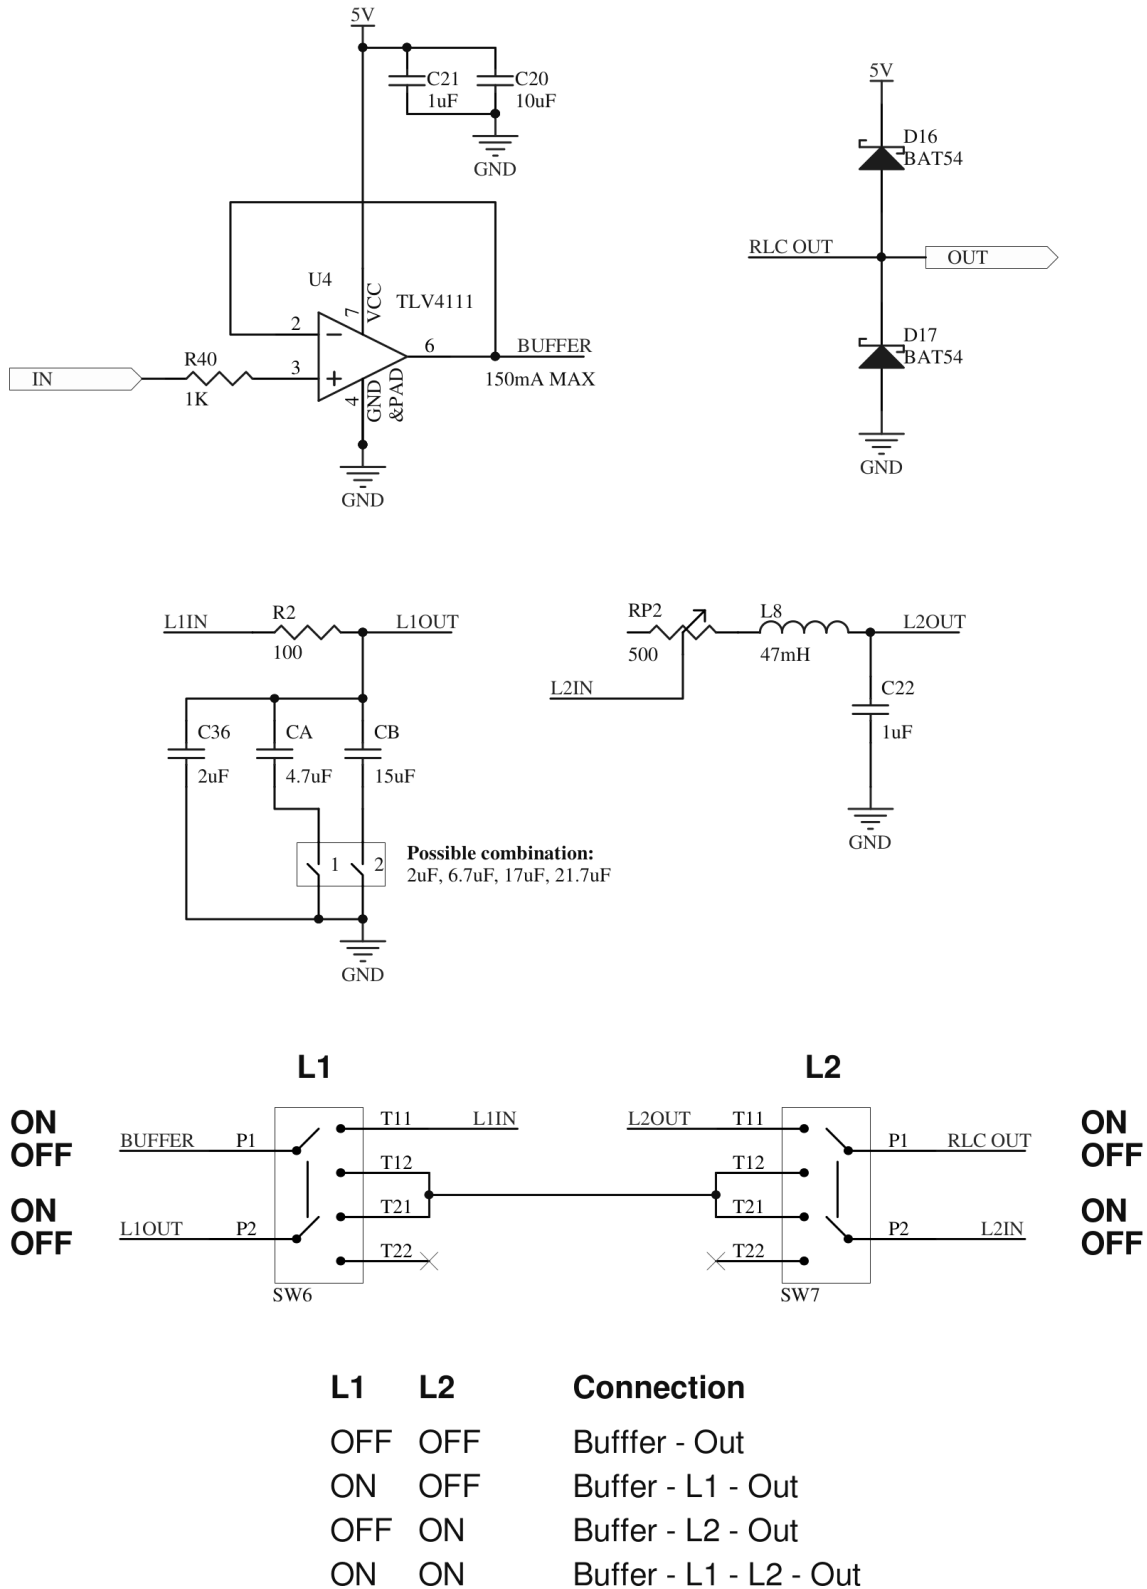 5V
C21
1uF
C20
10uF
GND
U4
TLV4111
7
VCC
2
3
6
4
GND
&PAD
BUFFER
150mA MAX
IN
R40
1K
GND
5V
D16
BAT54
RLC OUT
OUT
D17
BAT54
GND
L1IN
R2
100
L1OUT
C36
2uF
CA
4.7uF
CB
15uF
1
2
Possible combination:
2uF, 6.7uF, 17uF, 21.7uF
GND
RP2
500
L8
47mH
L2OUT
L2IN
C22
1uF
GND
L1
ON
OFF
BUFFER
P1
T11
L1IN
T12
ON
OFF
L1OUT
P2
T21
T22
SW6
L2
L2OUT
T11
P1
RLC OUT
ON
OFF
T12
T21
P2
L2IN
ON
OFF
T22
SW7
L1 L2 Connection
OFF OFF Bufffer - Out
ON OFF Buffer - L1 - Out
OFF ON Buffer - L2 - Out
ON ON Buffer - L1 - L2 - Out